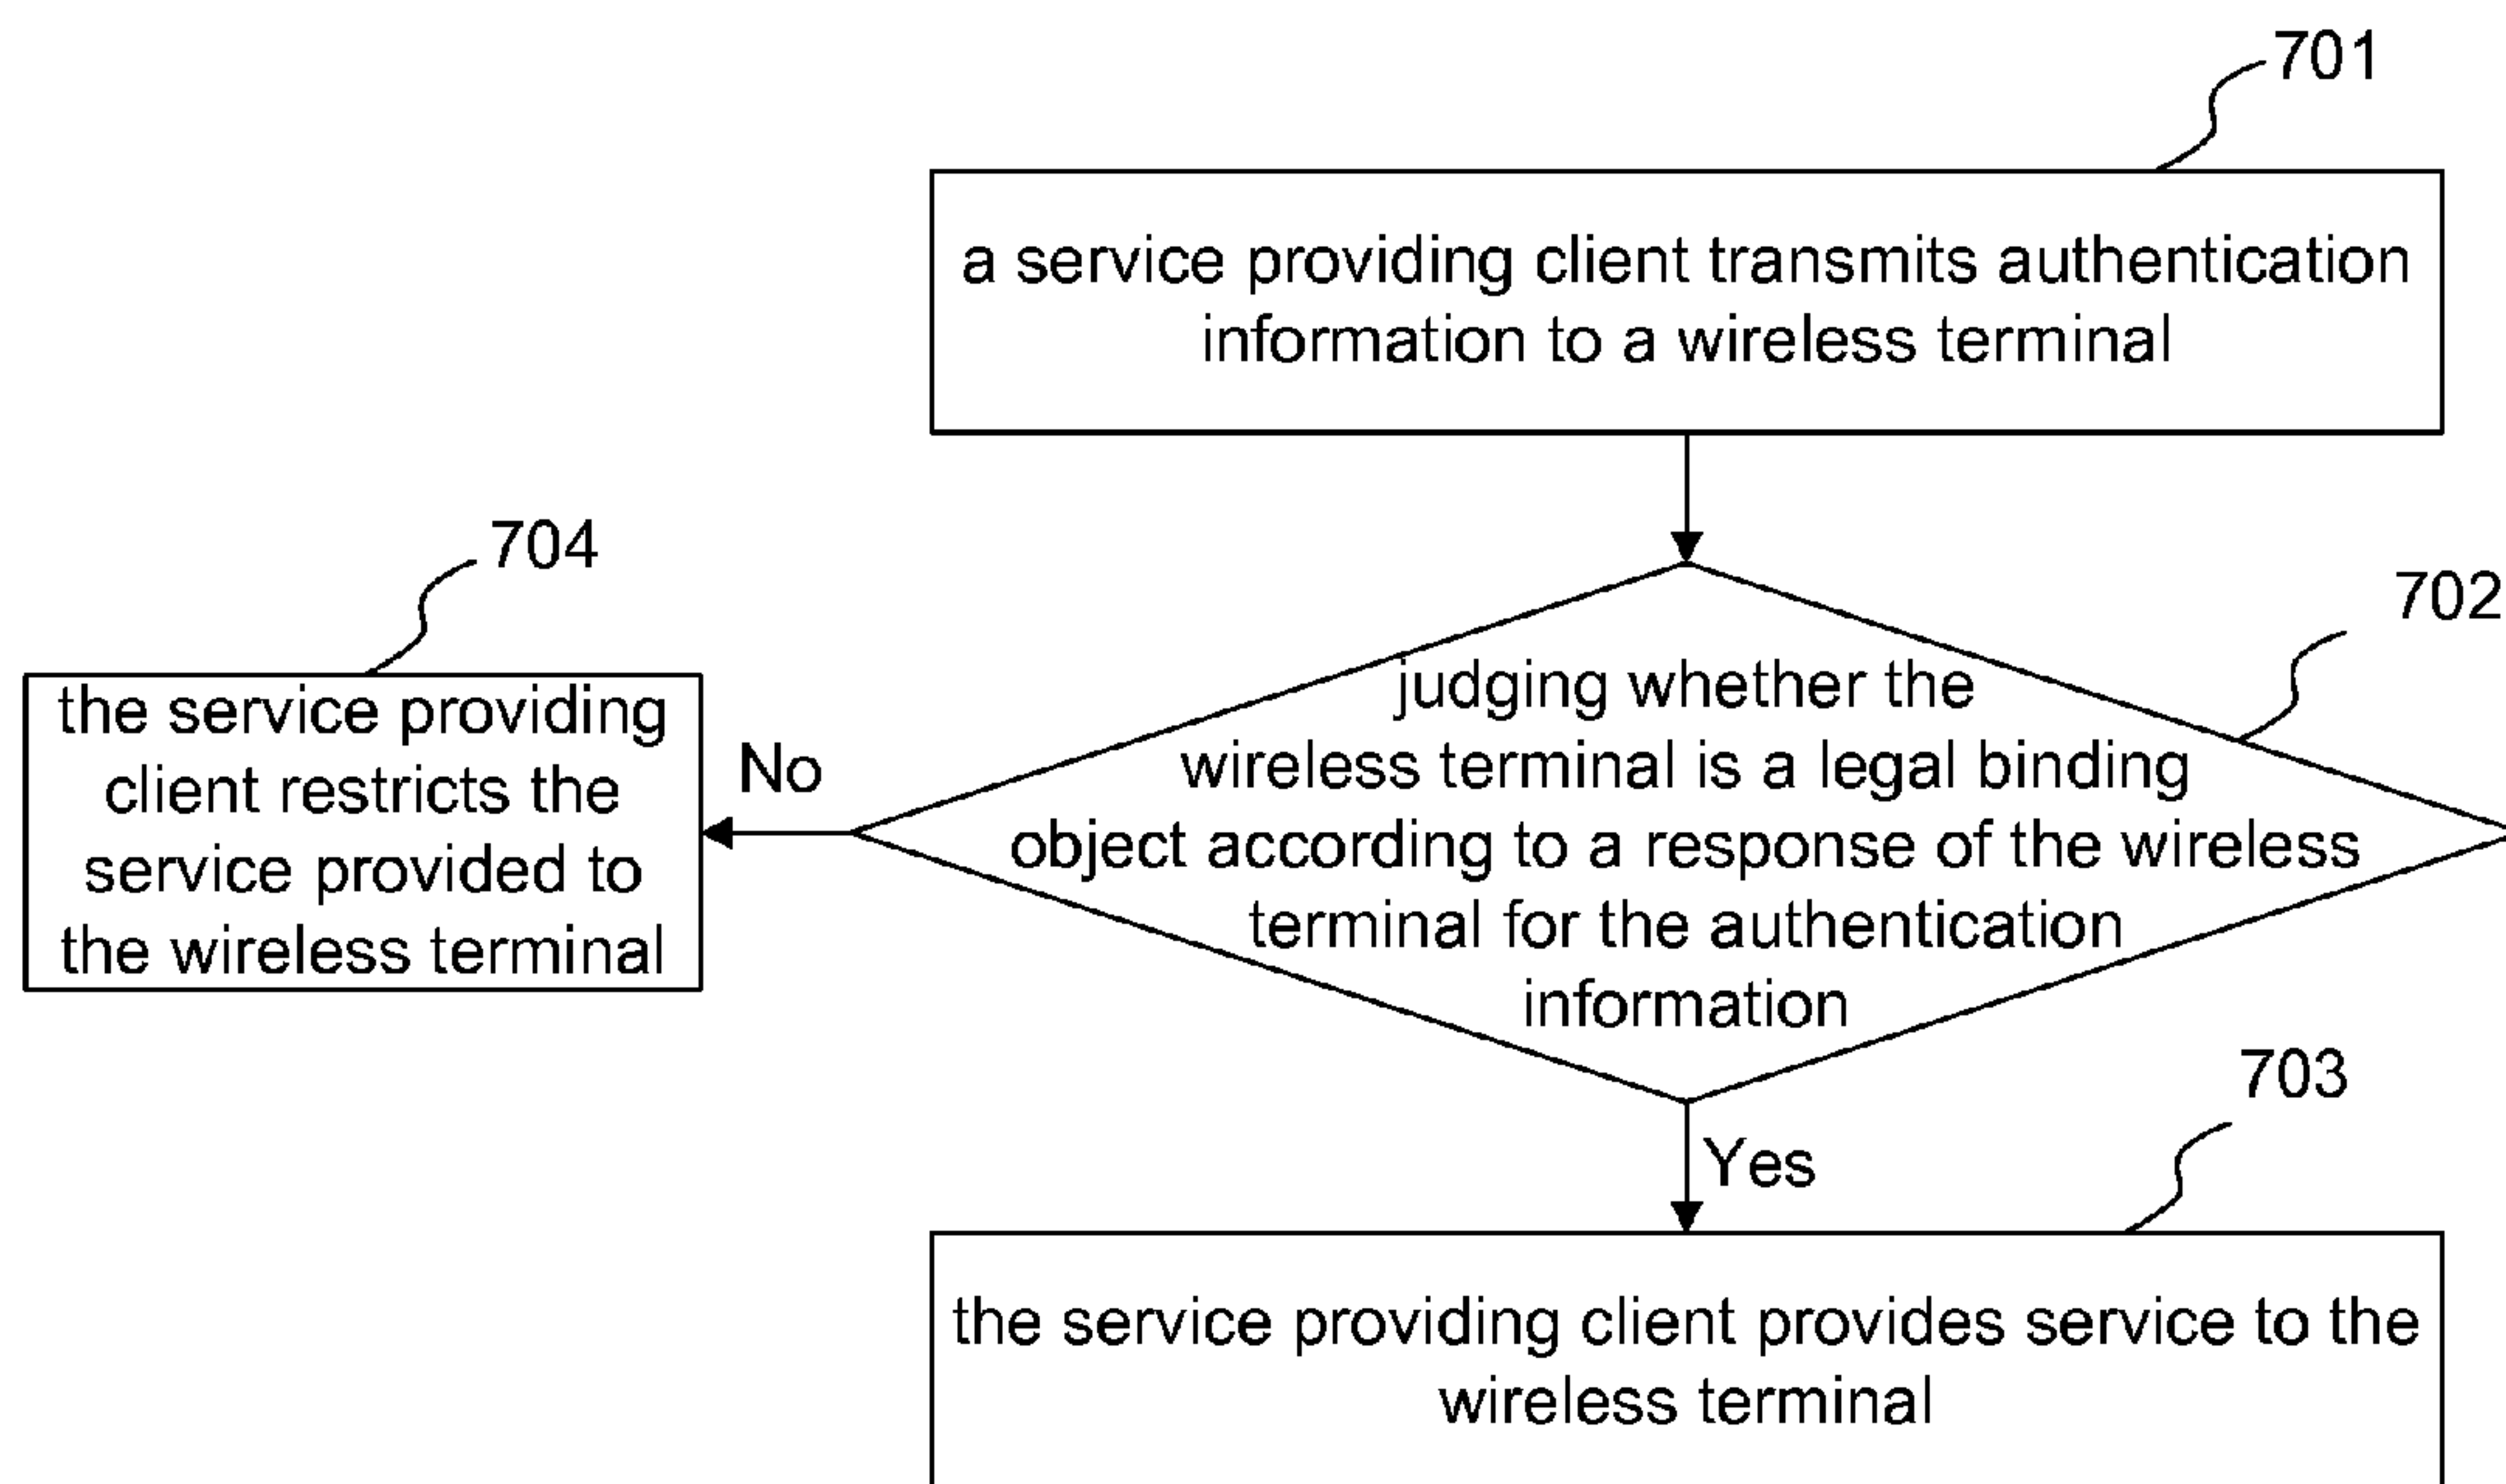 701
a service providing client transmits authentication
information to a wireless terminal
704
702
the service providing
client restricts the
service provided to
the wireless terminal
No
judging whether the
wireless terminal is a legal binding
object according to a response of the wireless
terminal for the authentication
information
703
Yes
the service providing client provides service to the
wireless terminal